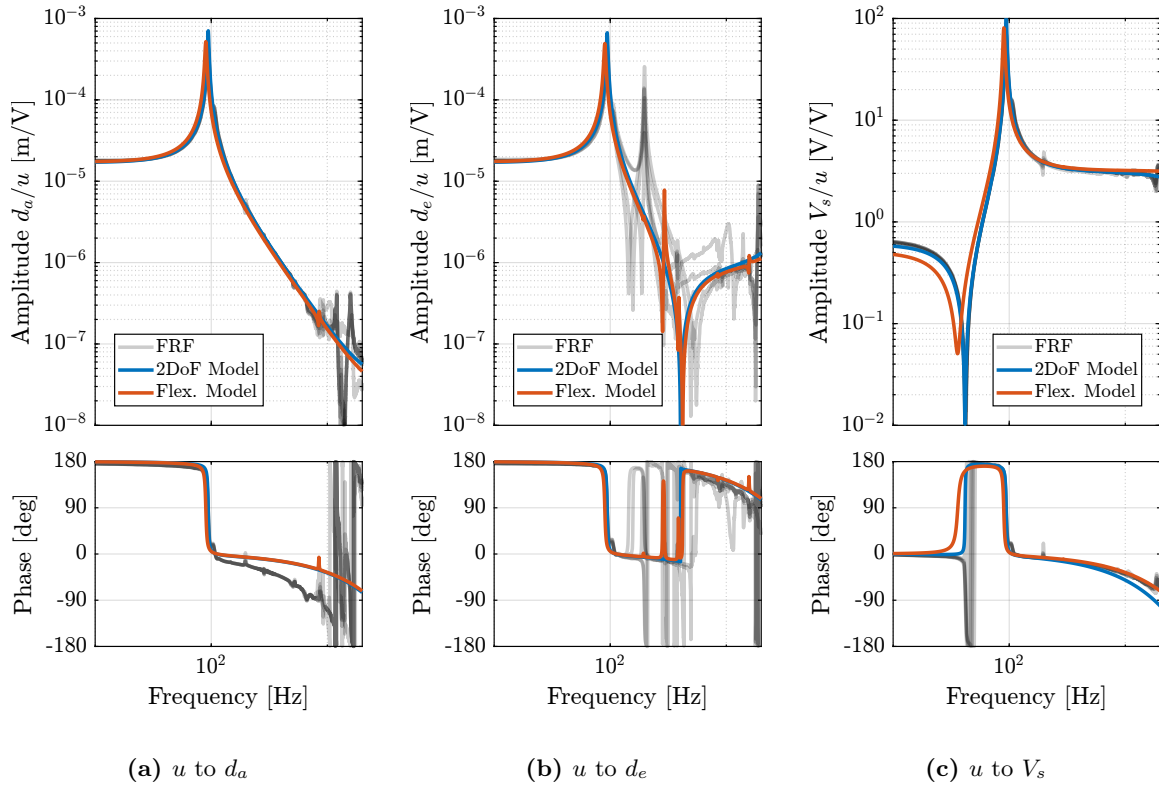 10^{-3}
10^{-4}
10^{-5}
10^{-6}
10^{-7}
10^{-8}
Amplitude d_a/u [m/V]
FRF
2DoF Model
Flex. Model
180
90
0
-90
-180
Phase [deg]
10^2
Frequency [Hz]
(a) u to d_a
10^{-3}
10^{-4}
10^{-5}
10^{-6}
10^{-7}
10^{-8}
Amplitude d_e/u [m/V]
FRF
2DoF Model
Flex. Model
180
90
0
-90
-180
Phase [deg]
10^2
Frequency [Hz]
(b) u to d_e
10^2
10^1
10^0
10^{-1}
10^{-2}
Amplitude V_s/u [V/V]
FRF
2DoF Model
Flex. Model
180
90
0
-90
-180
Phase [deg]
10^2
Frequency [Hz]
(c) u to V_s